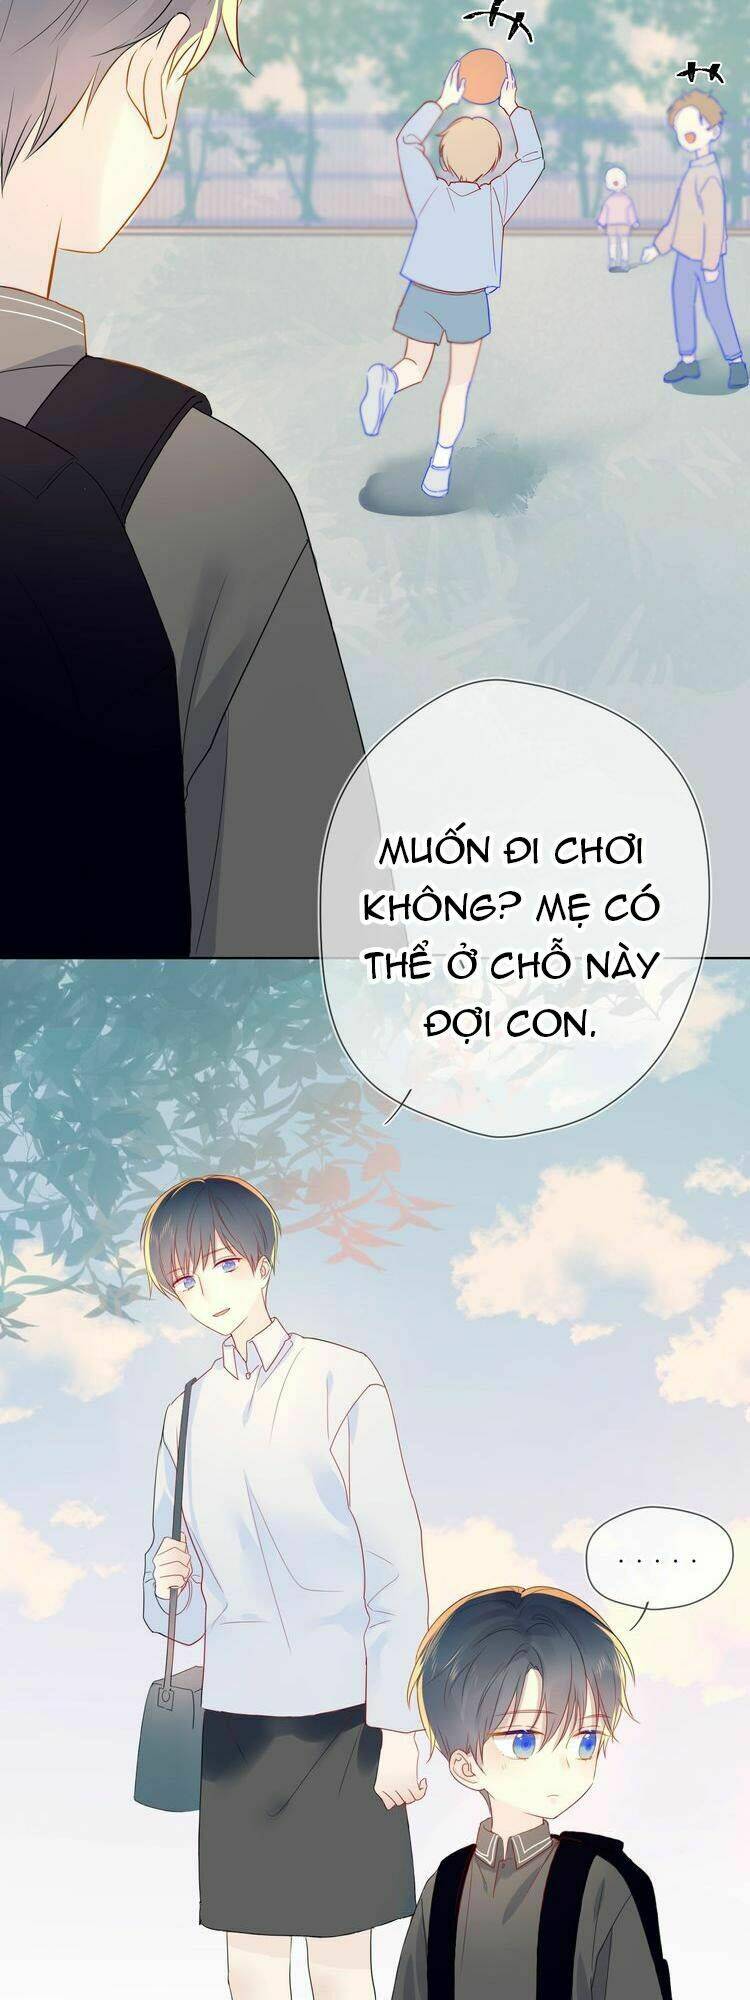 MUỐN ĐI CHƠI
KHÔNG? MẸ CÓ
THỂ Ở CHỖ NÀY
ĐỢI CON.
.....